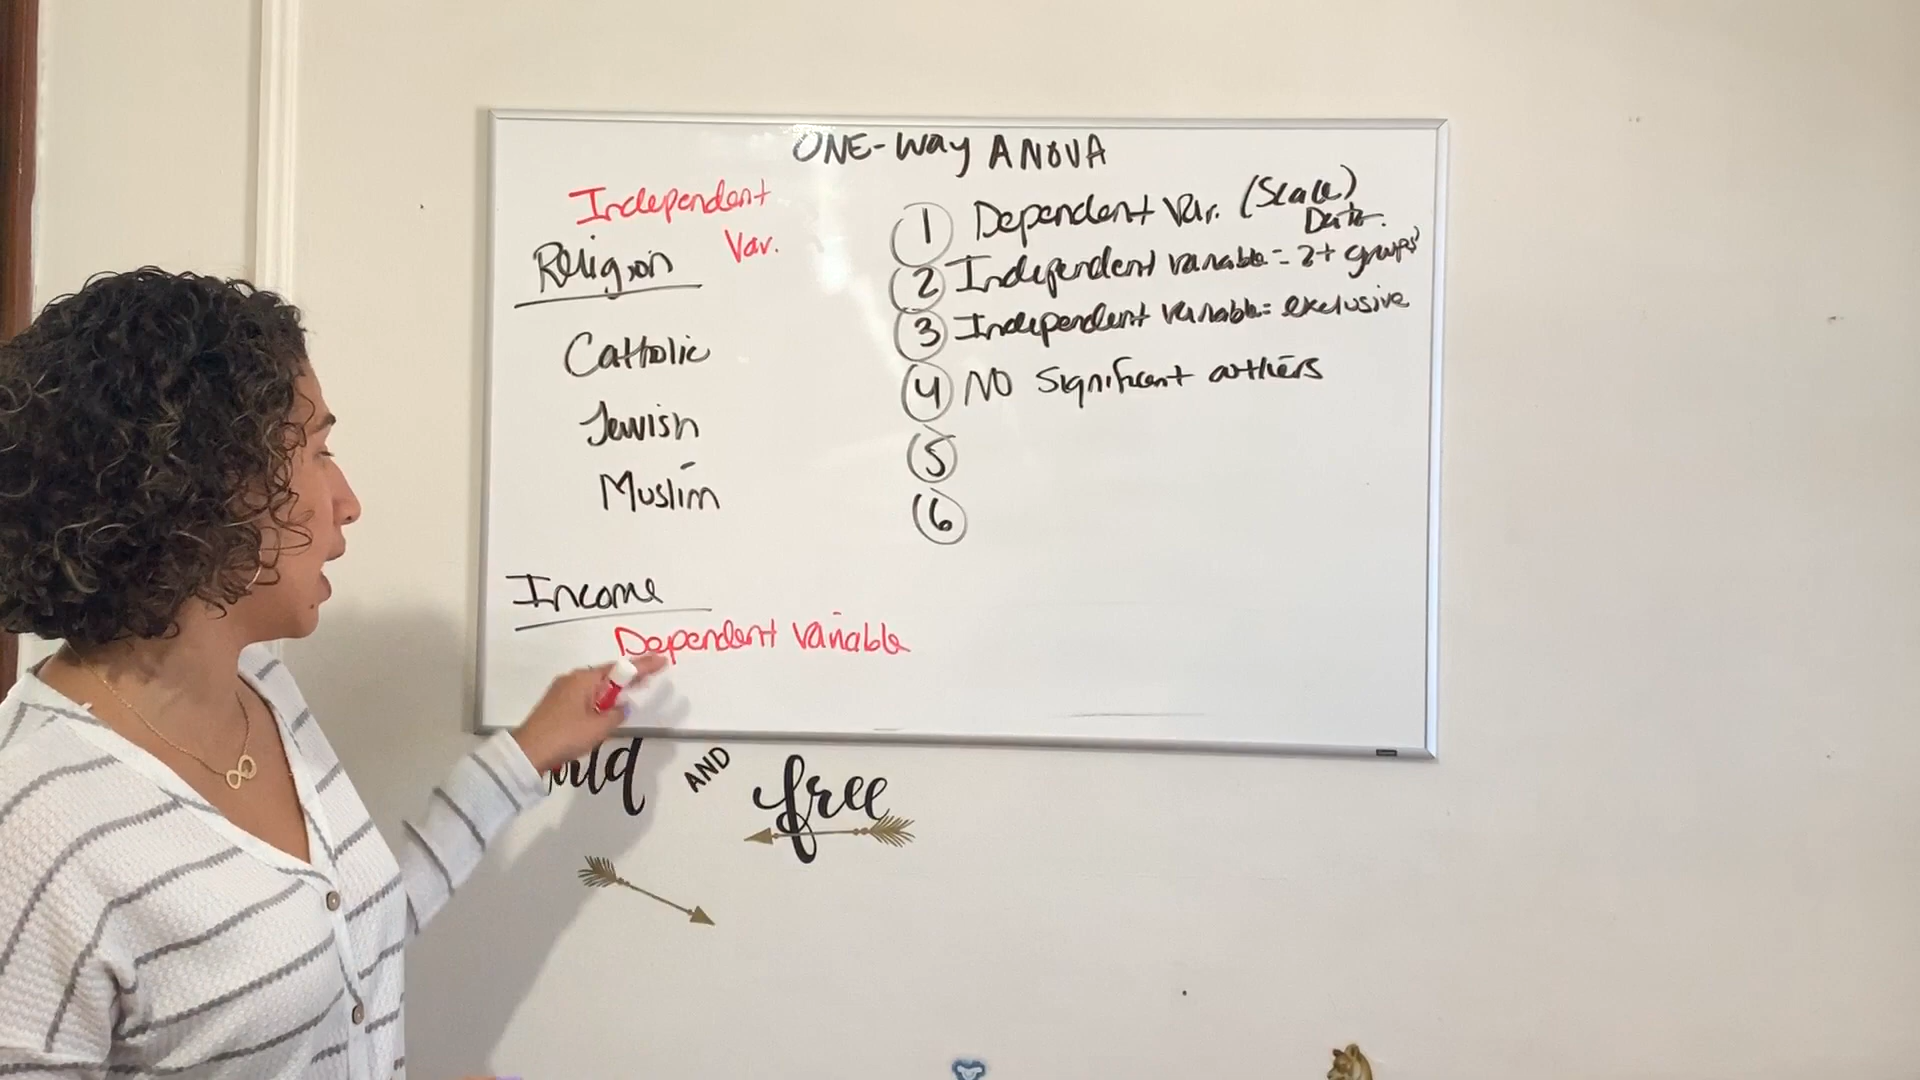 ONE-Way ANOVA
Independent
Var.
Religion
Catholic
Jewish
Muslim
Income
Dependent Variable
1 Dependent Var. (Scale)
Data.
2 Independent variable = 2+ groups
3 Independent variable = exclusive
4 NO Significant outliers
5
6
AND
free